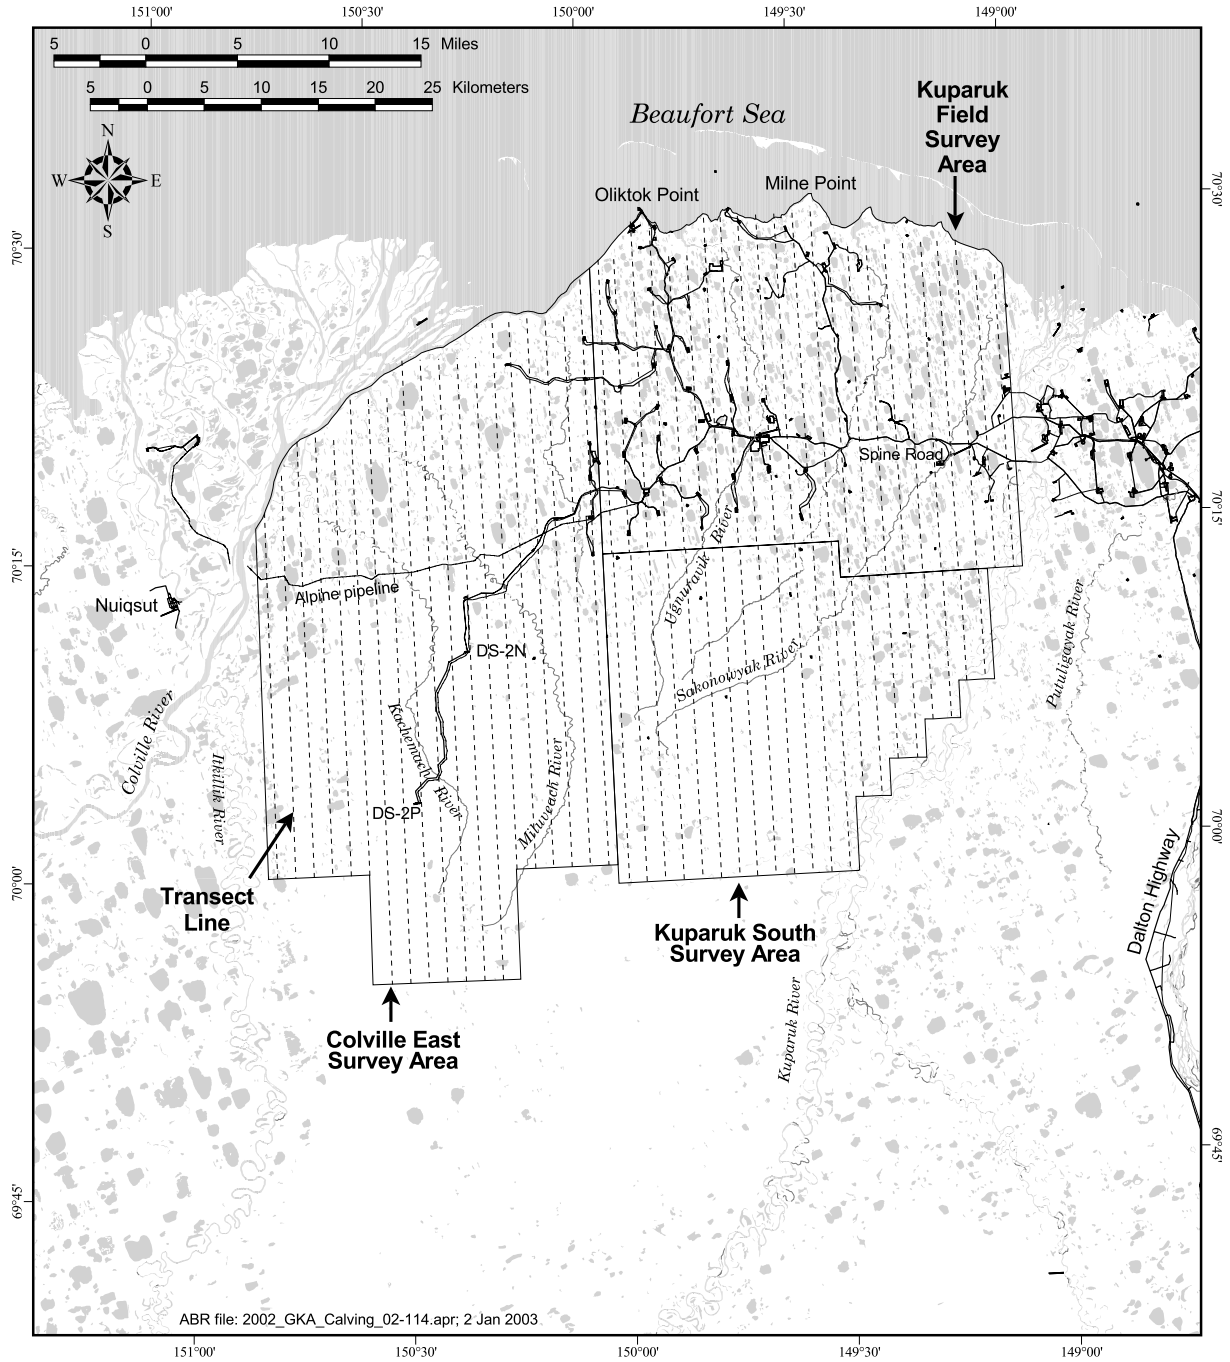 151°00'
150°30'
150°00'
149°30'
149°00'
5 0 5 10 15 Miles
5 0 5 10 15 20 25 Kilometers
N
W E
S
Beaufort Sea
Kuparuk
Field
Survey
Area
Oliktok Point
Milne Point
70°30'
70°30'
Spine Road
70°15'
70°15'
Ugnuravik River
Alpine pipeline
Nuiqsut
DS-2N
Sakonowyak River
Putuligayak River
Colville River
Itkillik River
Kachemach River
Miluveach River
DS-2P
70°00'
70°00'
Transect
Line
Kuparuk South
Survey Area
Dalton Highway
Kuparuk River
Colville East
Survey Area
69°45'
69°45'
ABR file: 2002_GKA_Calving_02-114.apr; 2 Jan 2003
151°00'
150°30'
150°00'
149°30'
149°00'